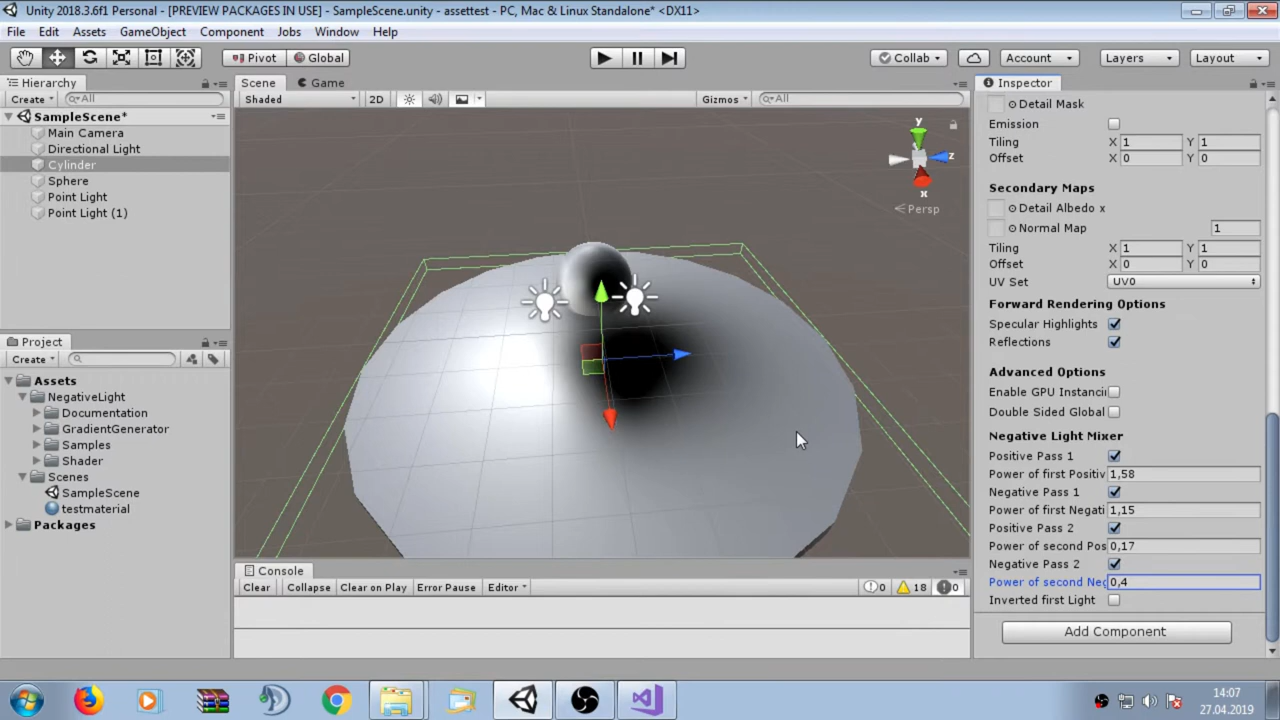 Unity 2018.3.6f1 Personal - [PREVIEW PACKAGES IN USE] - SampleScene.unity - assettest - PC, Mac & Linux Standalone* <DX11>
File Edit Assets GameObject Component Jobs Window Help
Pivot Global Collab Account Layers Layout
Hierarchy
Create All
SampleScene*
Main Camera
Directional Light
Cylinder
Sphere
Point Light
Point Light (1)
Project
Create
Assets
NegativeLight
Documentation
GradientGenerator
Samples
Shader
Scenes
SampleScene
testmaterial
Packages
Scene Game
Shaded 2D Gizmos All
y
z
x
Persp
Console
Clear Collapse Clear on Play Error Pause Editor 0 18 0
Inspector
Detail Mask
Emission
Tiling X 1 Y 1
Offset X 0 Y 0
Secondary Maps
Detail Albedo x
Normal Map 1
Tiling X 1 Y 1
Offset X 0 Y 0
UV Set UV0
Forward Rendering Options
Specular Highlights
Reflections
Advanced Options
Enable GPU Instancii
Double Sided Global
Negative Light Mixer
Positive Pass 1
Power of first Positiv 1,58
Negative Pass 1
Power of first Negati 1,15
Positive Pass 2
Power of second Pos 0,17
Negative Pass 2
Power of second Neg 0,4
Inverted first Light
Add Component
14:07
27.04.2019